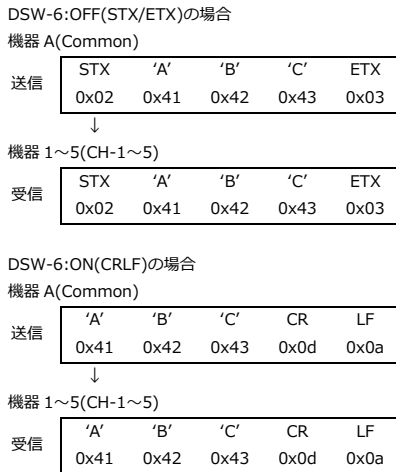 DSW-6:OFF(STX/ETX)の場合
機器 A(Common)
送信
STX ‘A’ ‘B’ ‘C’ ETX
0x02 0x41 0x42 0x43 0x03
↓
機器 1～5(CH-1～5)
受信
STX ‘A’ ‘B’ ‘C’ ETX
0x02 0x41 0x42 0x43 0x03
DSW-6:ON(CRLF)の場合
機器 A(Common)
送信
‘A’ ‘B’ ‘C’ CR LF
0x41 0x42 0x43 0x0d 0x0a
↓
機器 1～5(CH-1～5)
受信
‘A’ ‘B’ ‘C’ CR LF
0x41 0x42 0x43 0x0d 0x0a